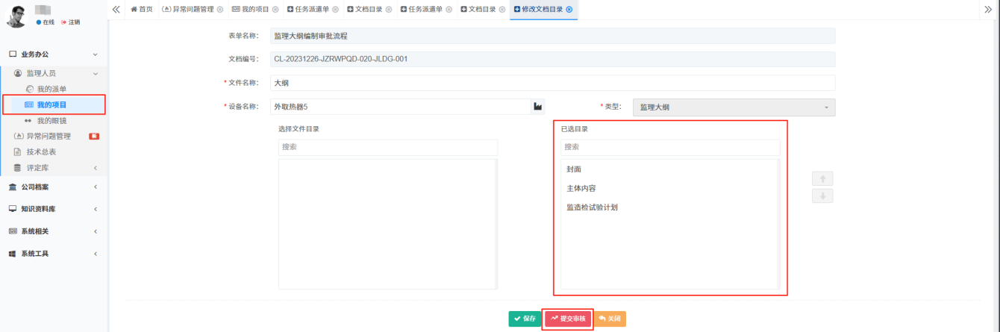 首页 (火)异常问题管理 我的项目 任务派遣单 文档目录 任务派遣单 文档目录 修改文档目录
在线 注销
业务办公
监理人员
我的派单
我的项目
我的眼镜
异常问题管理
技术总表
评定库
公司档案
知识资料库
系统相关
系统工具
表单名称: 监理大纲编制审批流程
文档编号: CL-20231226-JZRWPQD-020-JLDG-001
* 文件名称: 大纲
* 设备名称: 外取热器5 * 类型: 监理大纲
选择文件目录 已选目录
搜索 搜索
封面
主体内容
监造检试验计划
保存 提交审核 关闭